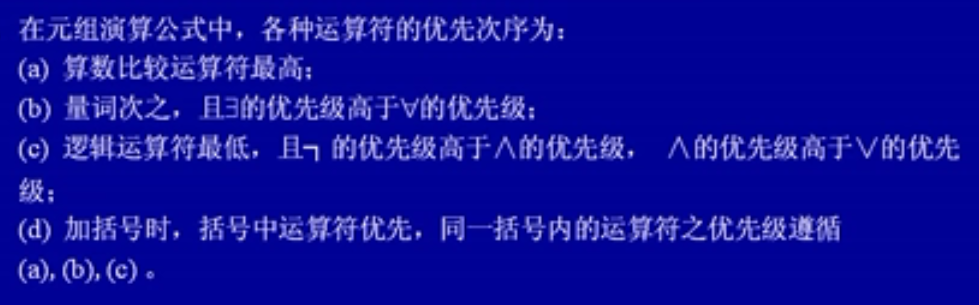 在元组演算公式中，各种运算符的优先次序为：
(a) 算数比较运算符最高；
(b) 量词次之，且∃的优先级高于∀的优先级；
(c) 逻辑运算符最低，且┐的优先级高于∧的优先级， ∧的优先级高于∨的优先
级；
(d) 加括号时，括号中运算符优先，同一括号内的运算符之优先级遵循
(a), (b), (c) 。